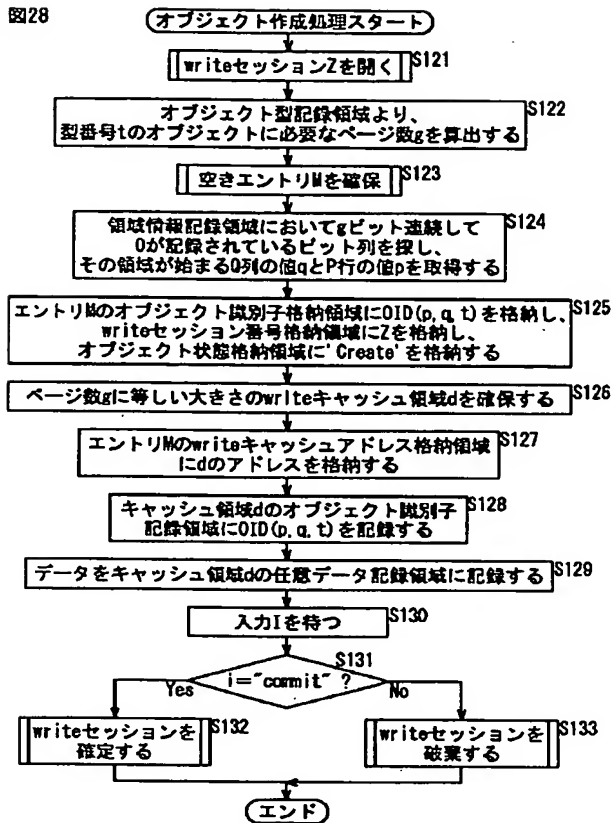 図28
オブジェクト作成処理スタート
writeセッションZを開く
S121
オブジェクト型記録領域より、
型番号tのオブジェクトに必要なページ数gを算出する
S122
空きエントリMを確保
S123
領域情報記録領域においてgビット連続して
0が記録されているビット列を探し、
その領域が始まるQ列の値qとP行の値pを取得する
S124
エントリMのオブジェクト識別子格納領域にOID(p,q,t)を格納し、
writeセッション番号格納領域にZを格納し、
オブジェクト状態格納領域に'Create'を格納する
S125
ページ数gに等しい大きさのwriteキャッシュ領域dを確保する
S126
エントリMのwriteキャッシュアドレス格納領域
にdのアドレスを格納する
S127
キャッシュ領域dのオブジェクト識別子
記録領域にOID(p,q,t)を記録する
S128
データをキャッシュ領域dの任意データ記録領域に記録する
S129
入力Iを待つ
S130
i="commit" ?
S131
Yes
No
writeセッションを
確定する
S132
writeセッションを
破棄する
S133
エンド